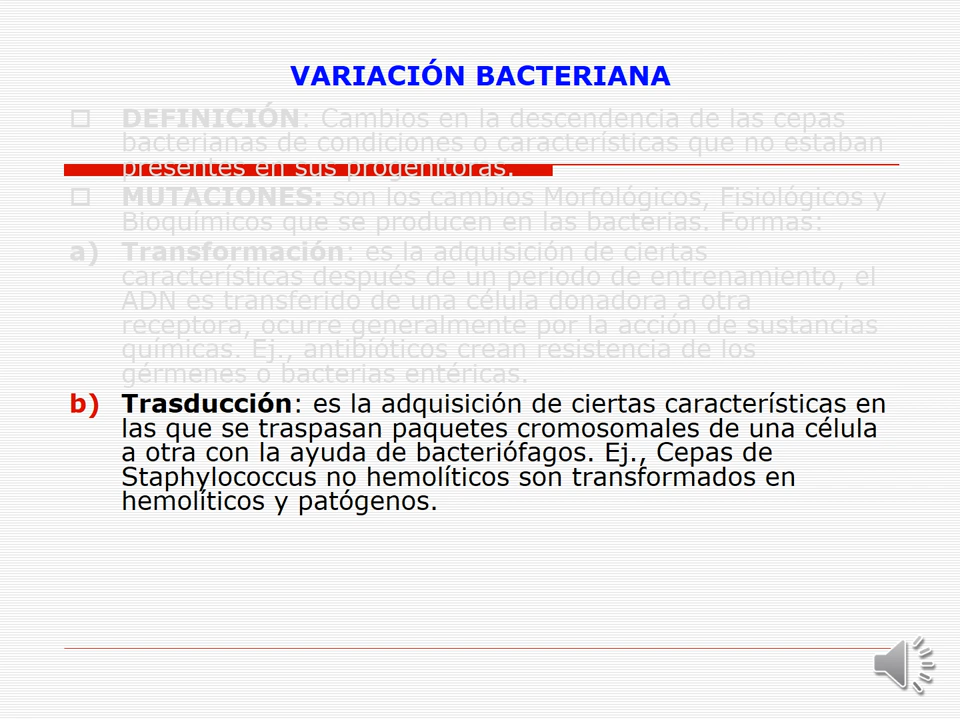 VARIACIÓN BACTERIANA
DEFINICIÓN: Cambios en la descendencia de las cepas
bacterianas de condiciones o características que no estaban
presentes en sus progenitoras.
MUTACIONES: son los cambios Morfológicos, Fisiológicos y
Bioquímicos que se producen en las bacterias. Formas:
a) Transformación: es la adquisición de ciertas
características después de un periodo de entrenamiento, el
ADN es transferido de una célula donadora a otra
receptora, ocurre generalmente por la acción de sustancias
químicas. Ej., antibióticos crean resistencia de los
gérmenes o bacterias entéricas.
b) Trasducción: es la adquisición de ciertas características en
las que se traspasan paquetes cromosomales de una célula
a otra con la ayuda de bacteriófagos. Ej., Cepas de
Staphylococcus no hemolíticos son transformados en
hemolíticos y patógenos.